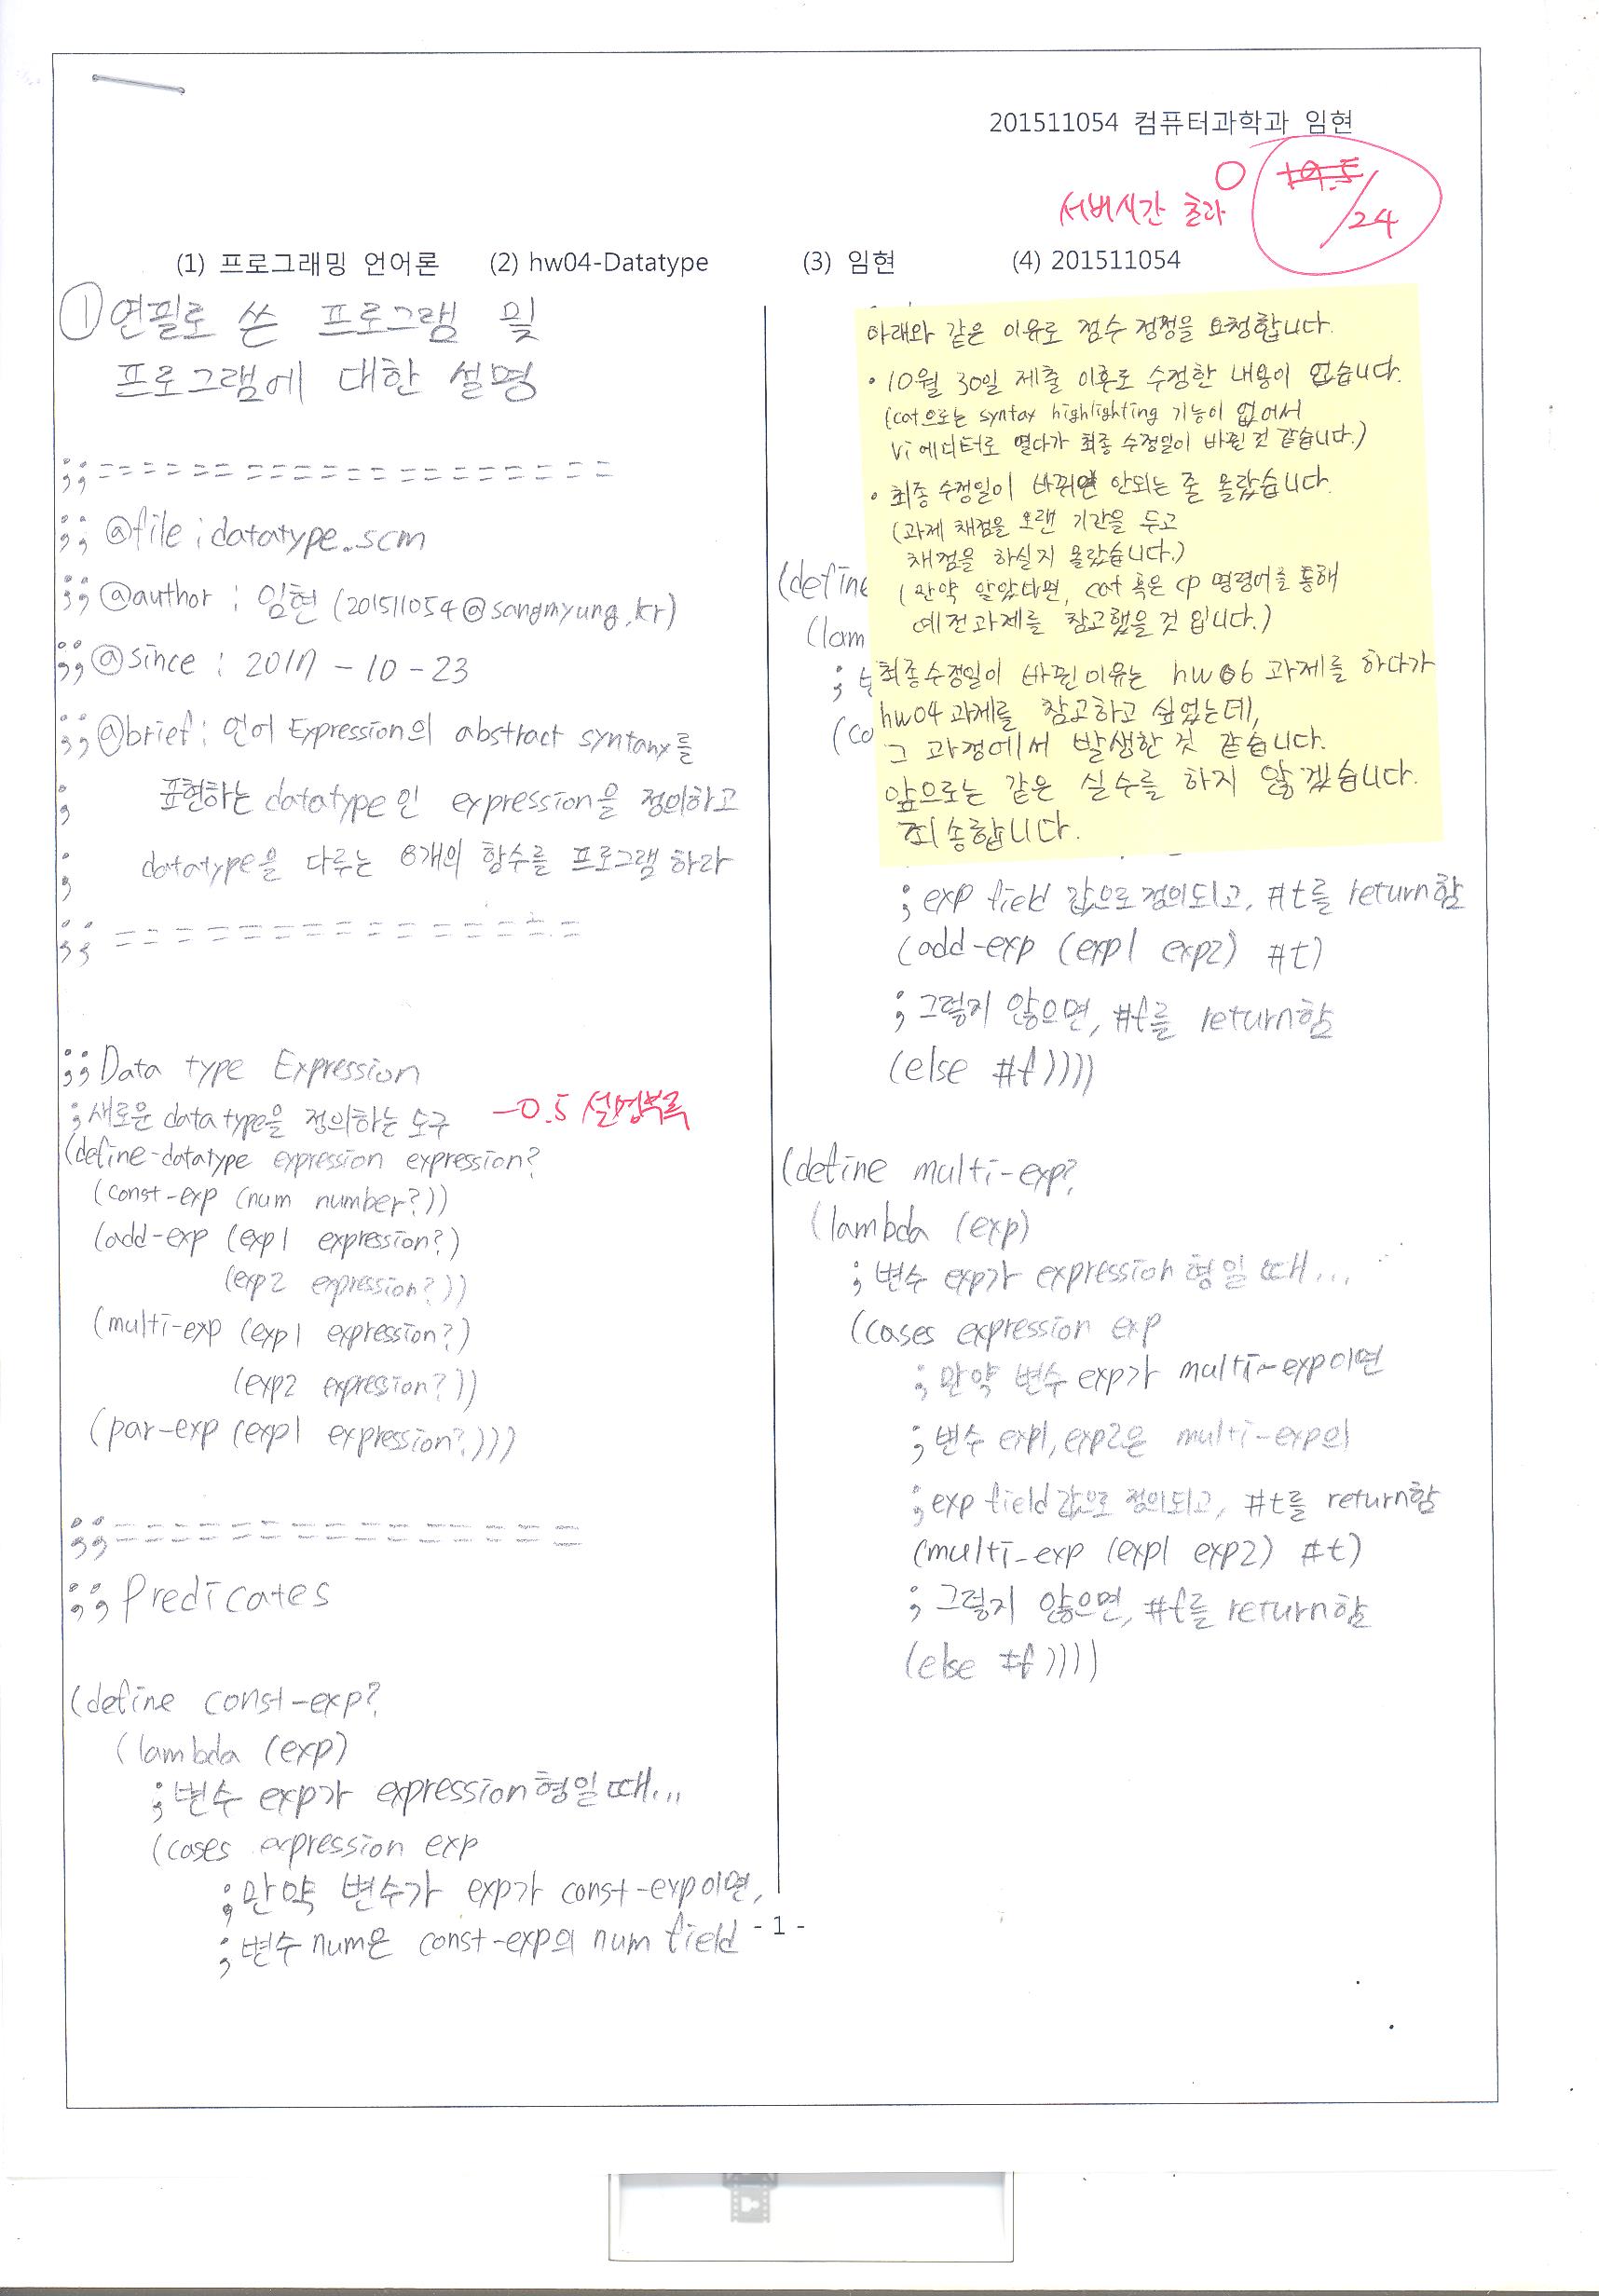 201511054 컴퓨터과학과 임현
0 19.5/24
서버시간 초과
(1) 프로그래밍 언어론 (2) hw04-Datatype (3) 임현 (4) 201511054
① 연필로 쓴 프로그램 및
프로그램에 대한 설명
;;==================
;; @file : datatype.scm
;; @author : 임현 (201511054@sangmyung.kr)
;; @since : 2017 - 10 - 23
;; @brief : 언어 Expression의 abstract syntanx를
; 표현하는 datatype인 expression을 정의하고
; datatype을 다루는 8개의 함수를 프로그램 하라
;;================
;; Data type Expression
; 새로운 data type을 정의하는 도구 -0.5 설명부족
(define-datatype expression expression?
(const-exp (num number?))
(add-exp (exp1 expression?)
(exp2 expression?))
(multi-exp (exp1 expression?)
(exp2 expression?))
(par-exp (exp1 expression?)))
;;================
;; Predicates
(define const-exp?
(lambda (exp)
; 변수 exp가 expression형일 때...
(cases expression exp
; 만약 변수가 exp가 const-exp이면,
; 변수 num은 const-exp의 num field
아래와 같은 이유로 점수 정정을 요청합니다.
• 10월 30일 제출 이후로 수정한 내용이 없습니다.
(cat으로는 syntax highlighting 기능이 없어서
Vi에디터로 열다가 최종 수정일이 바뀐 것 같습니다.)
• 최종 수정일이 바뀌면 안되는 줄 몰랐습니다.
(과제 채점을 오랜 기간을 두고
채점을 하실지 몰랐습니다.)
(만약 알았다면, cat 혹은 cp 명령어를 통해
예전과제를 참고했을 것 입니다.)
최종수정일이 바뀐 이유는 hw06 과제를 하다가
hw04 과제를 참고하고 싶었는데,
그 과정에서 발생한 것 같습니다.
앞으로는 같은 실수를 하지 않겠습니다.
죄송합니다.
(define
(lam
;
(ca
; exp field 값으로 정의되고, #t를 return함
(add-exp (exp1 exp2) #t)
; 그렇지 않으면, #f를 return함
(else #f))))
(define multi-exp?
(lambda (exp)
; 변수 exp가 expression형일 때...
(cases expression exp
; 만약 변수 exp가 multi-exp이면
; 변수 exp1, exp2은 multi-exp의
; exp field 값으로 정의되고, #t를 return함
(multi-exp (exp1 exp2) #t)
; 그렇지 않으면, #f를 return함
(else #f))))
- 1 -